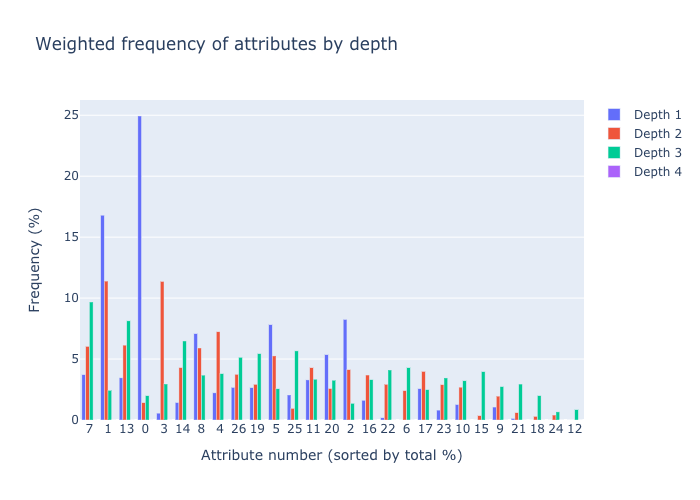 Weighted frequency of attributes by depth
Depth 1
Depth 2
Depth 3
Depth 4
Frequency (%)
25
20
15
10
5
0
7 1 13 0 3 14 8 4 26 19 5 25 11 20 2 16 22 6 17 23 10 15 9 21 18 24 12
Attribute number (sorted by total %)